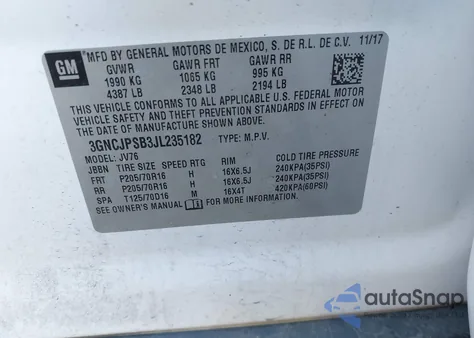 GM
MFD BY GENERAL MOTORS DE MEXICO, S. DE R.L. DE C.V. 11/17
GVWR GAWR FRT GAWR RR
1990 KG 1065 KG 995 KG
4387 LB 2348 LB 2194 LB
THIS VEHICLE CONFORMS TO ALL APPLICABLE U.S. FEDERAL MOTOR
VEHICLE SAFETY AND THEFT PREVENTION STANDARDS IN EFFECT
ON THE DATE OF MANUFACTURE SHOWN ABOVE.
3GNCJPSB3JL235182 TYPE: M.P.V.
MODEL: JV76
JBBN TIRE SIZE SPEED RTG RIM COLD TIRE PRESSURE
FRT P205/70R16 H 16X6.5J 240KPA(35PSI)
RR P205/70R16 H 16X6.5J 240KPA(35PSI)
SPA T125/70D16 M 16X4T 420KPA(60PSI)
SEE OWNER'S MANUAL FOR MORE INFORMATION.
autoSnap